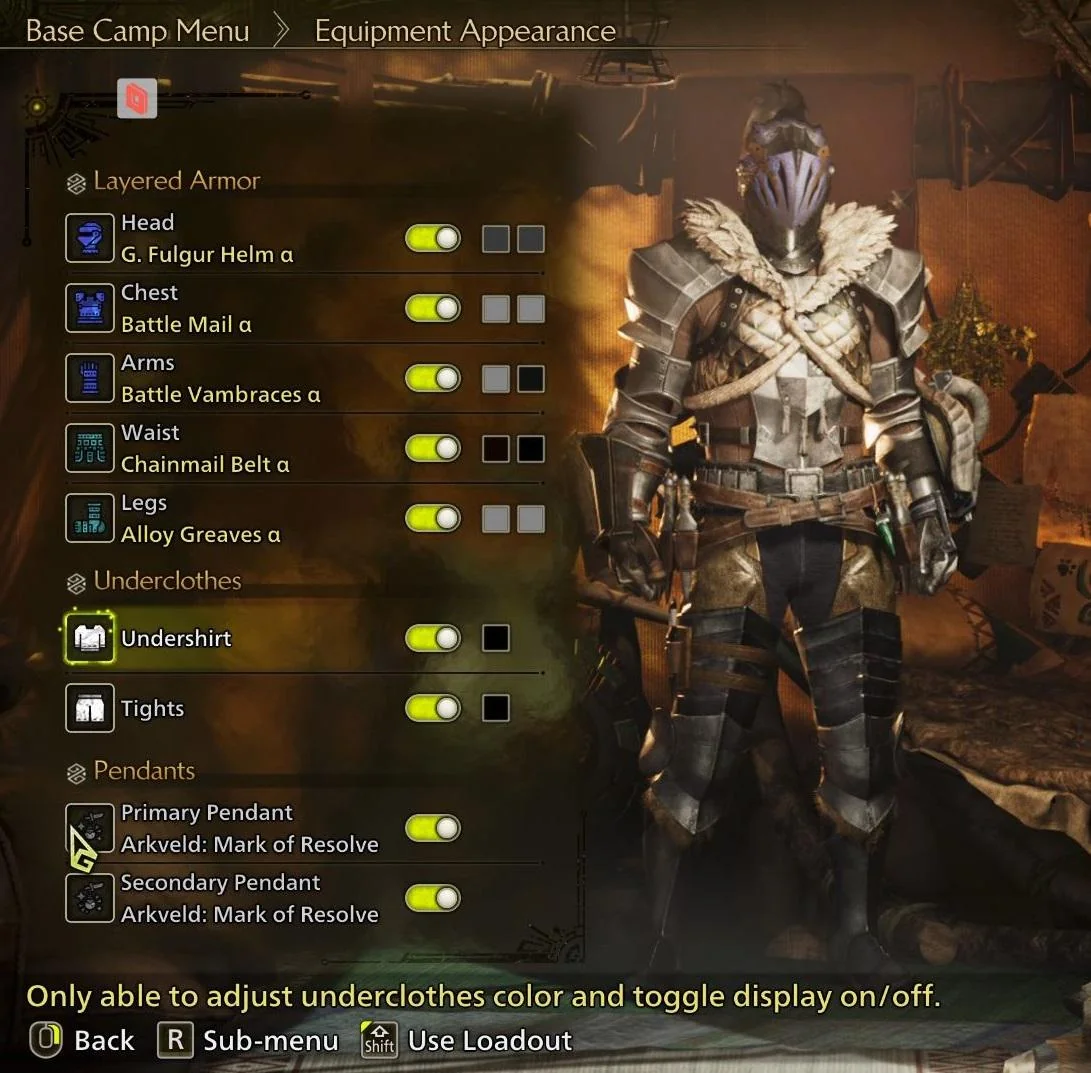 Base Camp Menu > Equipment Appearance
Layered Armor
Head
G. Fulgur Helm α
Chest
Battle Mail α
Arms
Battle Vambraces α
Waist
Chainmail Belt α
Legs
Alloy Greaves α
Underclothes
Undershirt
Tights
Pendants
Primary Pendant
Arkveld: Mark of Resolve
Secondary Pendant
Arkveld: Mark of Resolve
Only able to adjust underclothes color and toggle display on/off.
Back R Sub-menu Shift Use Loadout